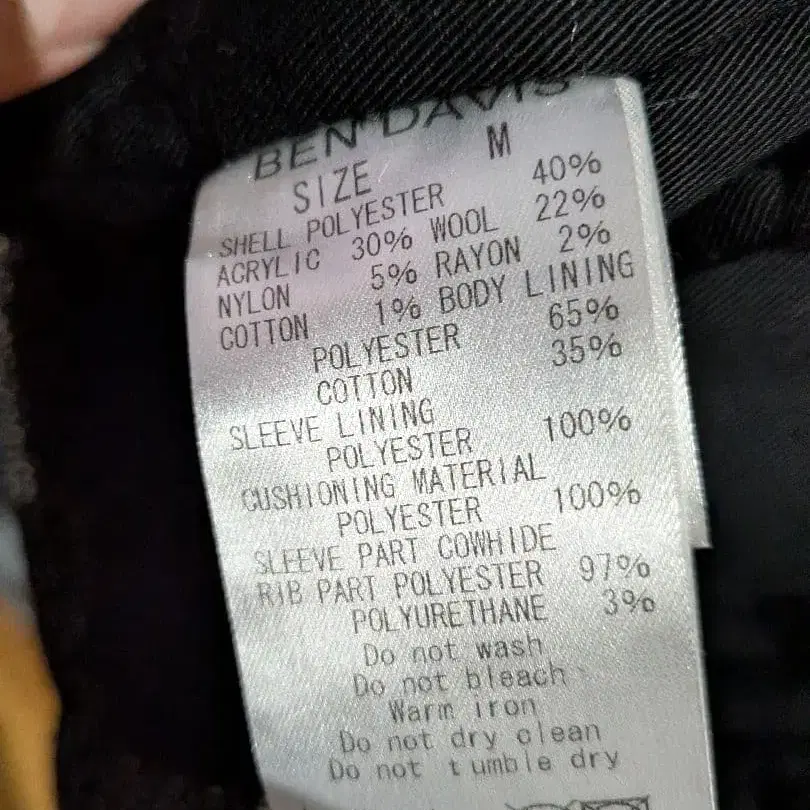 BEN DAVIS
SIZE M
SHELL POLYESTER 40%
ACRYLIC 30% WOOL 22%
NYLON 5% RAYON 2%
COTTON 1% BODY LINING
POLYESTER 65%
COTTON 35%
SLEEVE LINING
POLYESTER 100%
CUSHIONING MATERIAL
POLYESTER 100%
SLEEVE PART COWHIDE
RIB PART POLYESTER 97%
POLYURETHANE 3%
Do not wash
Do not bleach
Warm iron
Do not dry clean
Do not tumble dry